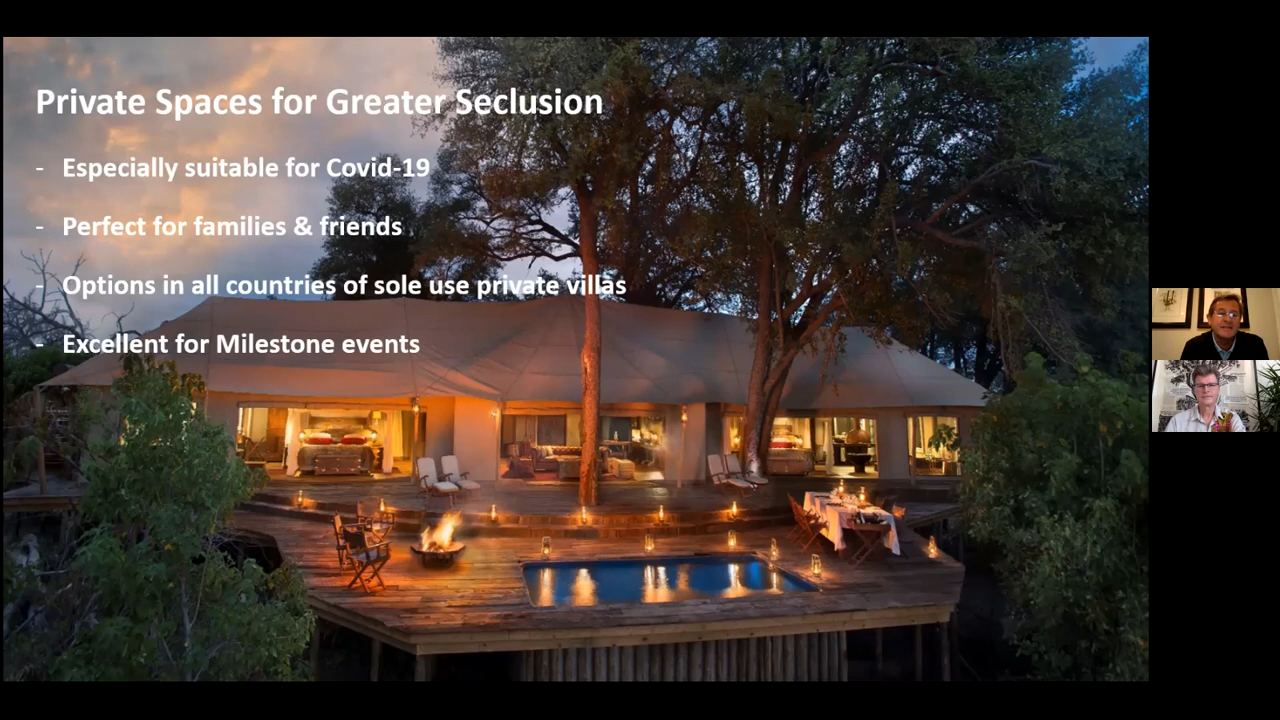 Private Spaces for Greater Seclusion
- Especially suitable for Covid-19
- Perfect for families & friends
- Options in all countries of sole use private villas
- Excellent for Milestone events